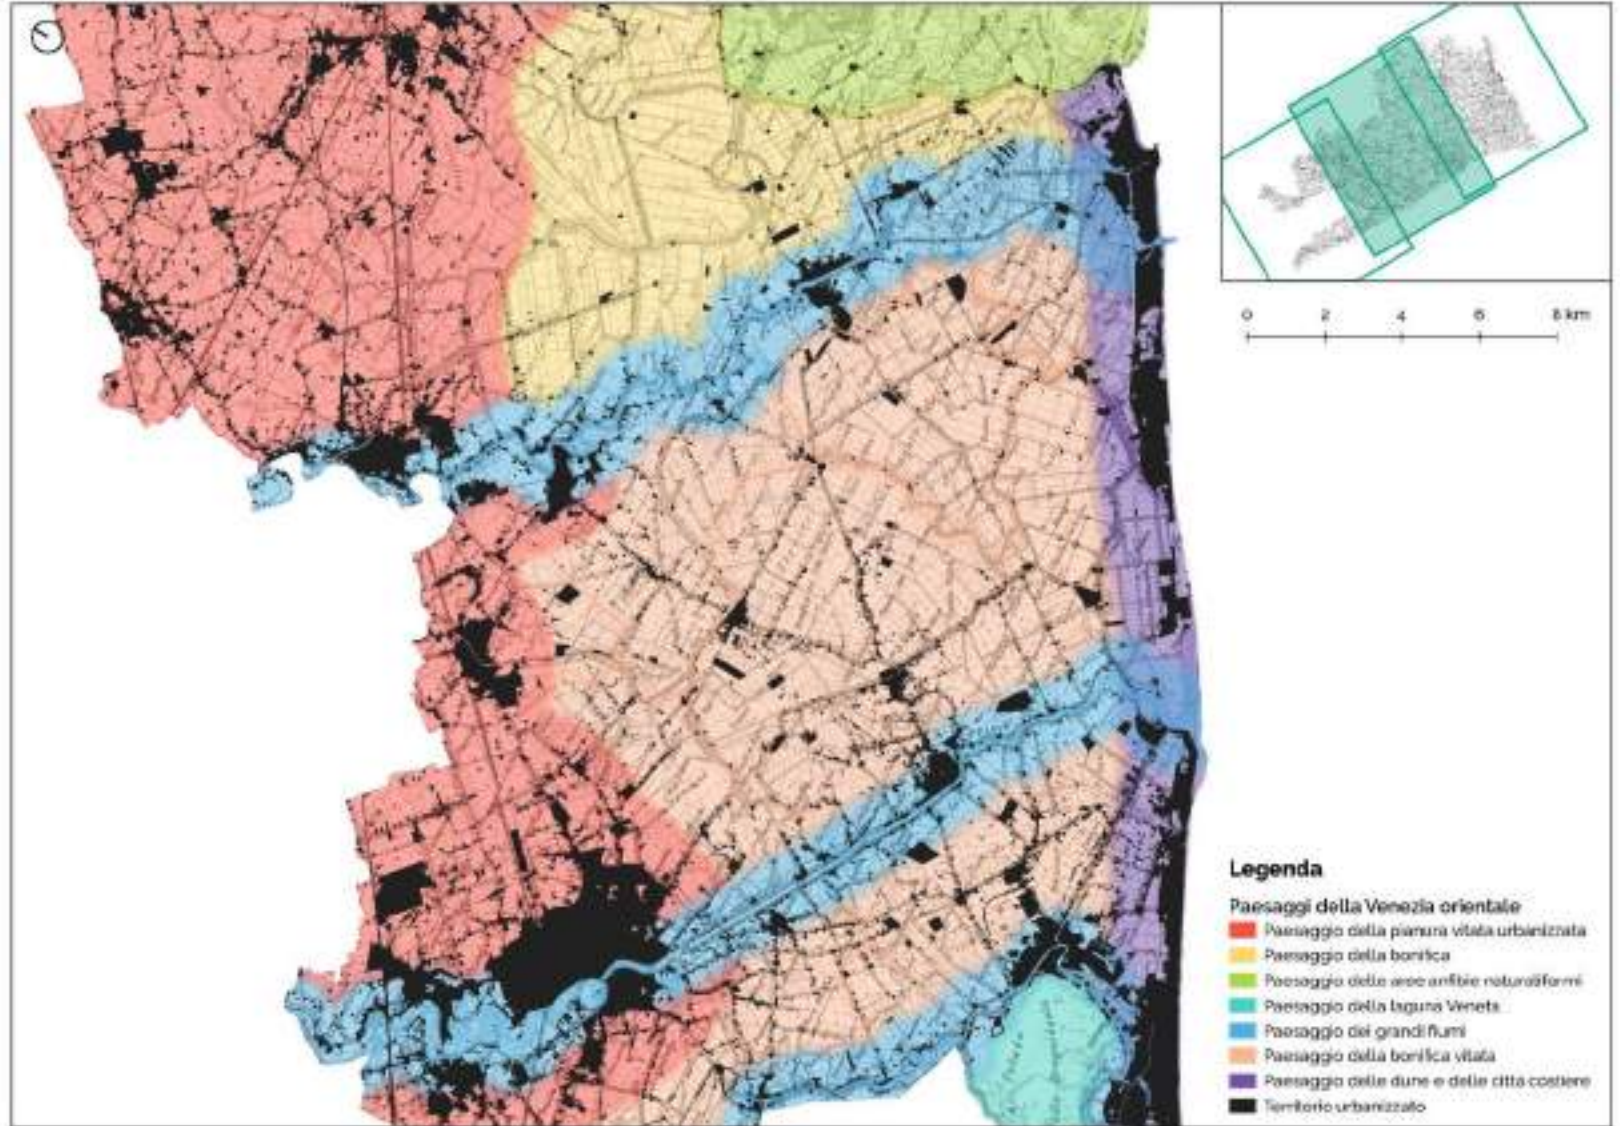 0 2 4 6 8 km
Legenda
Paesaggi della Venezia orientale
Paesaggio della pianura vitata urbanizzata
Paesaggio della bonifica
Paesaggio delle aree anfibie naturaliformi
Paesaggio della laguna Veneta
Paesaggio dei grandi fiumi
Paesaggio della bonifica vitata
Paesaggio delle dune e delle città costiere
Territorio urbanizzato